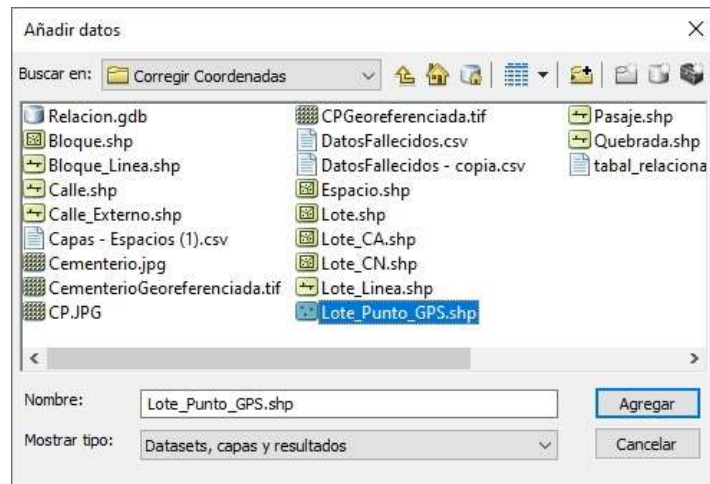 Añadir datos
Buscar en: Corregir Coordenadas
Relacion.gdb
Bloque.shp
Bloque_Linea.shp
Calle.shp
Calle_Externo.shp
Capas - Espacios (1).csv
Cementerio.jpg
CementerioGeoreferenciada.tif
CP.JPG
CPGeoreferenciada.tif
DatosFallecidos.csv
DatosFallecidos - copia.csv
Espacio.shp
Lote.shp
Lote_CA.shp
Lote_CN.shp
Lote_Linea.shp
Lote_Punto_GPS.shp
Pasaje.shp
Quebrada.shp
tabal_relaciona
Nombre: Lote_Punto_GPS.shp
Agregar
Mostrar tipo: Datasets, capas y resultados
Cancelar